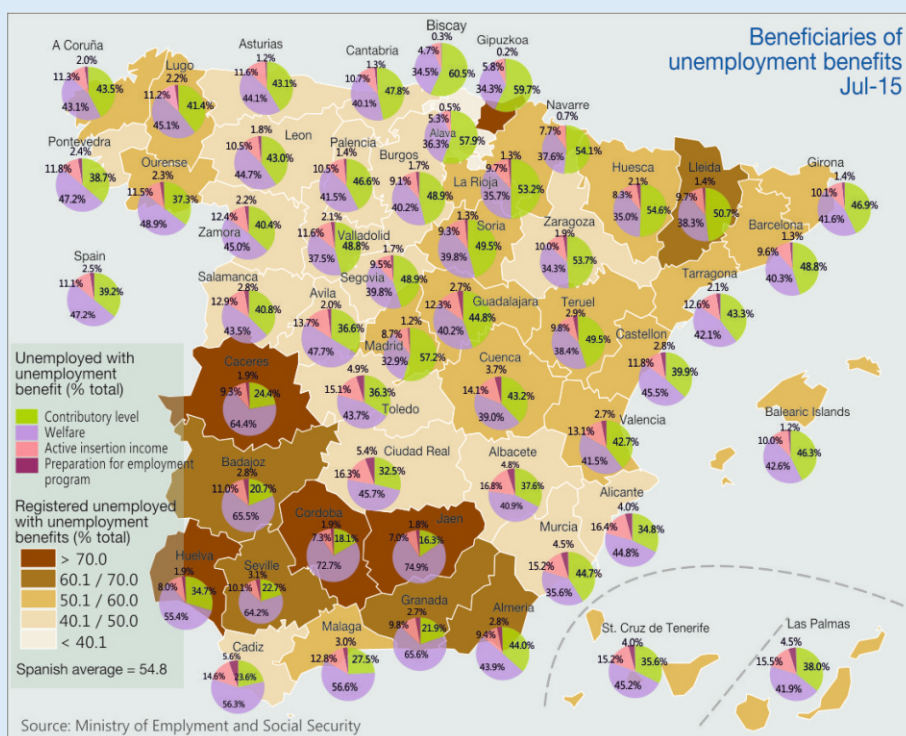 Beneficiaries of
unemployment benefits
Jul-15
Biscay
0.3%
4.7%
34.5%
60.5%
Gipuzkoa
0.2%
5.8%
34.3%
59.7%
A Coruña
2.0%
11.3%
43.5%
43.1%
Lugo
2.2%
11.2%
41.4%
45.1%
Asturias
1.2%
11.6%
43.1%
44.1%
Cantabria
1.3%
10.7%
47.8%
40.1%
Alava
0.5%
5.3%
36.3%
57.9%
Navarre
0.7%
7.7%
37.6%
54.1%
Pontevedra
2.4%
11.8%
38.7%
47.2%
Ourense
2.3%
11.5%
37.3%
48.9%
Leon
1.8%
10.5%
43.0%
44.7%
Palencia
1.4%
10.5%
46.6%
41.5%
Burgos
1.7%
9.1%
48.9%
40.2%
La Rioja
1.3%
9.7%
35.7%
53.2%
Huesca
2.1%
8.3%
54.6%
35.0%
Lleida
1.4%
9.7%
50.7%
38.3%
Girona
1.4%
10.1%
46.9%
41.6%
Barcelona
1.3%
9.6%
48.8%
40.3%
Zamora
2.2%
12.4%
40.4%
45.0%
Valladolid
2.1%
11.6%
48.8%
37.5%
Soria
1.3%
9.3%
49.5%
39.8%
Zaragoza
1.9%
10.0%
53.7%
34.3%
Tarragona
2.1%
12.6%
43.3%
42.1%
Spain
2.5%
11.1%
39.2%
47.2%
Salamanca
2.8%
12.9%
40.8%
43.5%
Segovia
1.7%
9.5%
48.9%
39.8%
Avila
2.0%
13.7%
36.6%
47.7%
Madrid
1.2%
8.7%
57.2%
32.9%
Guadalajara
2.7%
12.3%
44.8%
40.2%
Teruel
2.9%
9.8%
49.5%
38.4%
Castellon
2.8%
11.8%
39.9%
45.5%
Unemployed with
unemployment
benefit (% total)
Contributory level
Welfare
Active insertion income
Preparation for employment
program
Registered unemployed
with unemployment
benefits (% total)
> 70.0
60.1 / 70.0
50.1 / 60.0
40.1 / 50.0
< 40.1
Spanish average = 54.8
Caceres
1.9%
9.3%
24.4%
64.4%
Toledo
4.9%
15.1%
36.3%
43.7%
Cuenca
3.7%
14.1%
43.2%
39.0%
Valencia
2.7%
13.1%
42.7%
41.5%
Balearic Islands
1.2%
10.0%
46.3%
42.6%
Badajoz
2.8%
11.0%
20.7%
65.5%
Ciudad Real
5.4%
16.3%
32.5%
45.7%
Albacete
4.8%
16.8%
37.6%
40.9%
Alicante
4.0%
16.4%
34.8%
44.8%
Cordoba
1.9%
7.3%
18.1%
72.7%
Jaen
1.8%
7.0%
16.3%
74.9%
Murcia
4.5%
15.2%
44.7%
35.6%
Huelva
1.9%
8.0%
34.7%
55.4%
Seville
3.1%
10.1%
22.7%
64.2%
Granada
2.7%
9.8%
21.9%
65.6%
Almeria
2.8%
9.4%
44.0%
43.9%
Cadiz
5.6%
14.6%
23.6%
56.3%
Malaga
3.0%
12.8%
27.5%
56.6%
St. Cruz de Tenerife
4.0%
15.2%
35.6%
45.2%
Las Palmas
4.5%
15.5%
38.0%
41.9%
Source: Ministry of Emplyment and Social Security